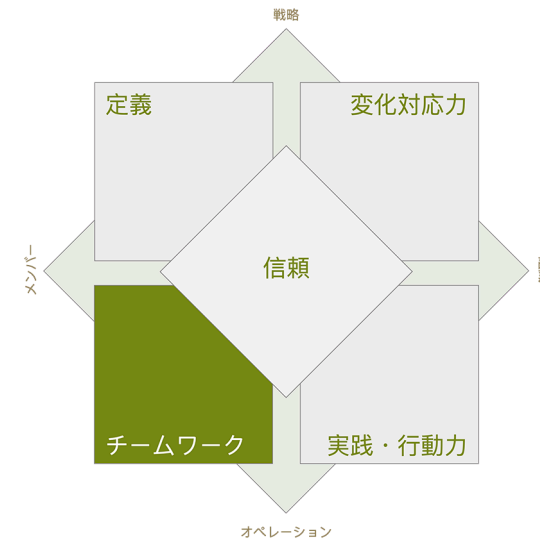 戦略
定義
変化対応力
メンバー
信頼
チームワーク
実践・行動力
オペレーション